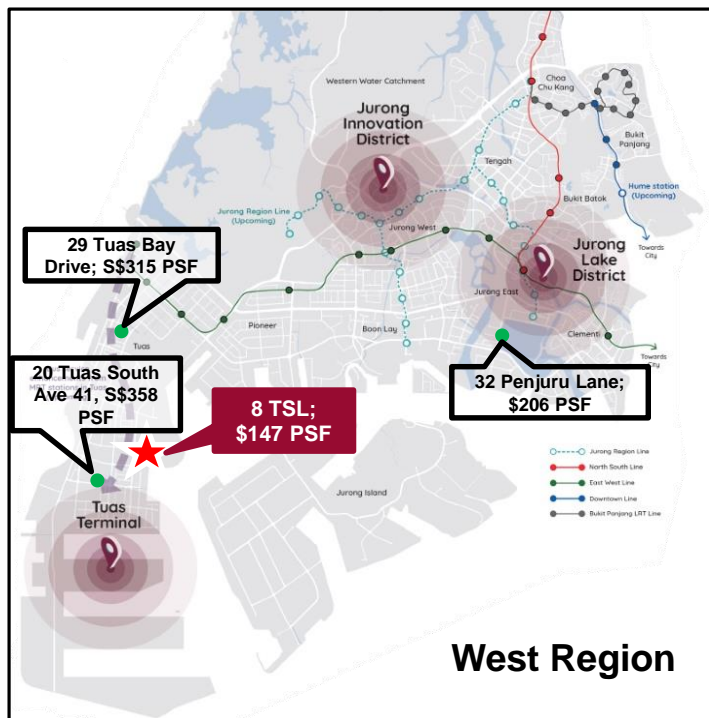 Western Water Catchment
Choa
Chu Kang
Jurong
Innovation
District
Bukit
Panjang
Tengah
Hume station
(Upcoming)
Bukit Batok
Jurong Region Line
(Upcoming)
Jurong West
Towards
City
29 Tuas Bay
Drive; S$315 PSF
Jurong
Lake
District
Jurong East
Pioneer
Tuas
Boon Lay
Clementi
Towards
City
20 Tuas South
Ave 41, S$358
PSF
32 Penjuru Lane;
$206 PSF
8 TSL;
$147 PSF
Jurong Region Line
North South Line
East West Line
Downtown Line
Bukit Panjang LRT Line
Jurong Island
Tuas
Terminal
West Region